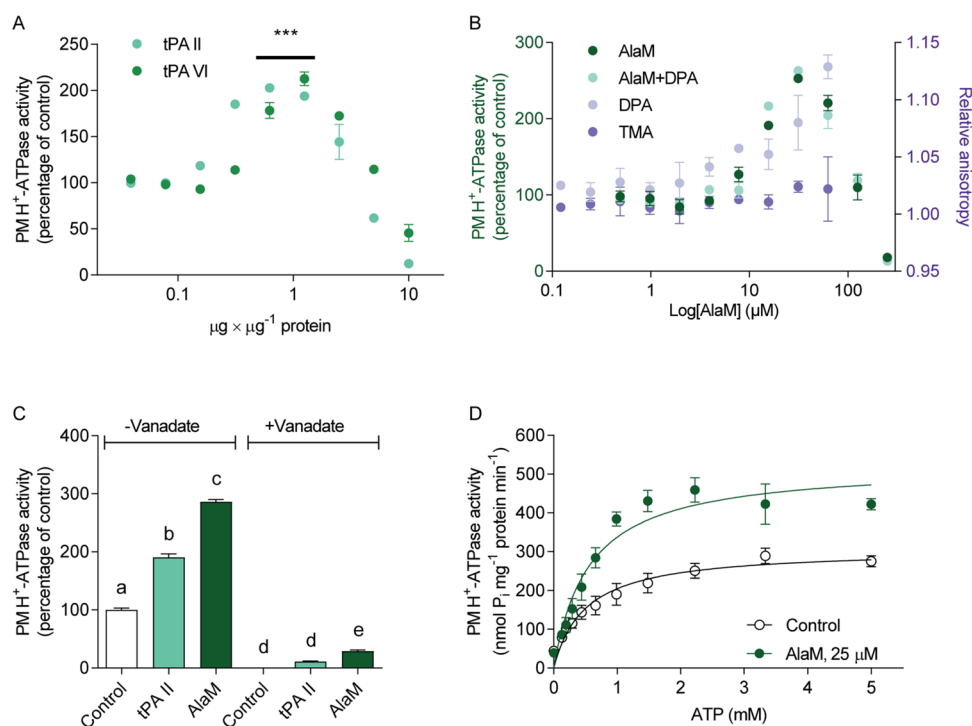 A
PM H⁺-ATPase activity
(percentage of control)
250
200
150
100
50
0
tPA II
tPA VI
***
0.1
1
10
μg × μg⁻¹ protein
B
PM H⁺-ATPase activity
(percentage of control)
300
200
100
0
AlaM
AlaM+DPA
DPA
TMA
1.15
1.10
1.05
1.00
0.95
Relative anisotropy
0.1
1
10
100
Log[AlaM] (μM)
C
PM H⁺-ATPase activity
(percentage of control)
-Vanadate
+Vanadate
400
300
200
100
0
a
b
c
d
d
e
Control
tPA II
AlaM
Control
tPA II
AlaM
D
PM H⁺-ATPase activity
(nmol Pᵢ mg⁻¹ protein min⁻¹)
600
500
400
300
200
100
0
Control
AlaM, 25 μM
0
1
2
3
4
5
ATP (mM)